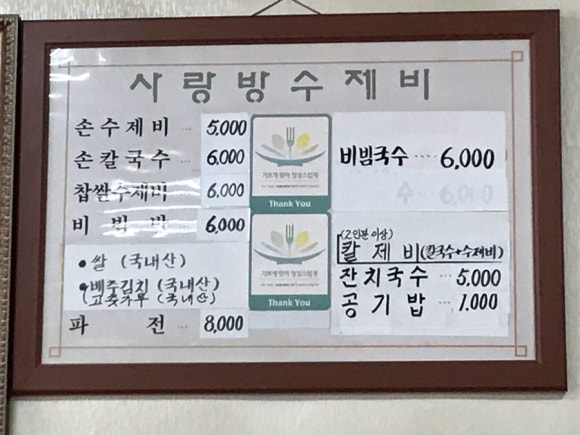 사랑방수제비
손수제비 … 5,000
손칼국수 6,000
찹쌀수제비 6,000
비빔밥 … 6,000
• 쌀 (국내산)
• 배추김치 (국내산)
고춧가루 (국내산)
파 전 … 8,000
Thank You
Thank You
비빔국수 … 6,000
(2인분 이상)
칼제비 (칼국수+수제비)
잔치국수 … 5,000
공기밥 … 1,000